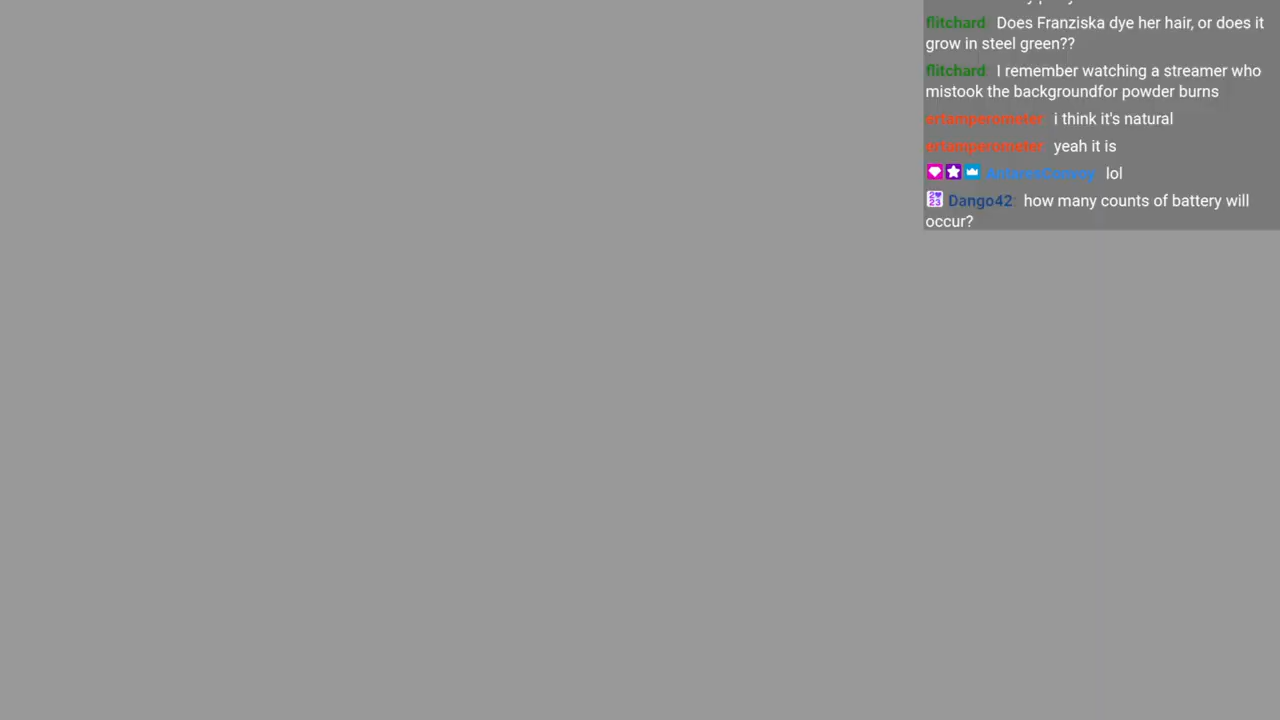 flitchard: Does Franziska dye her hair, or does it
grow in steel green??
flitchard: I remember watching a streamer who
mistook the backgroundfor powder burns
artamperometer: i think it's natural
artamperometer: yeah it is
lol
Dango42: how many counts of battery will
occur?